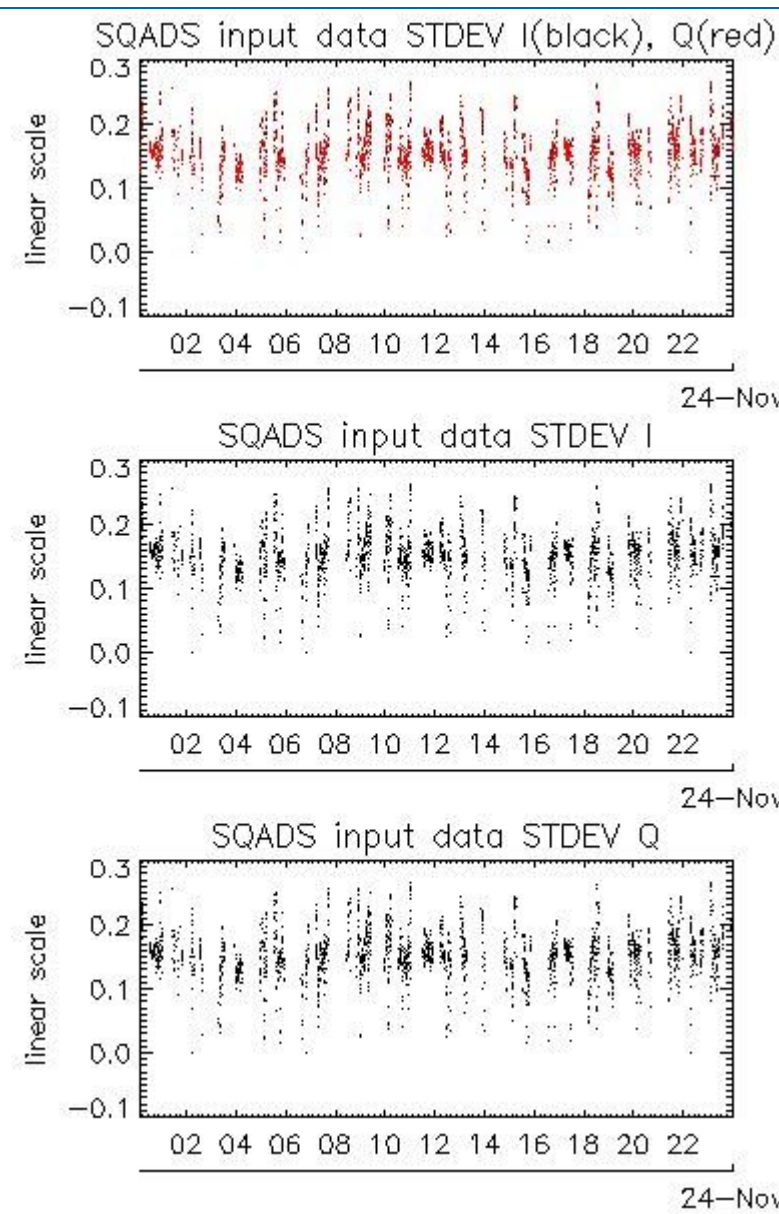 SQADS input data STDEV I(black), Q(red)
0.3
0.2
0.1
0.0
−0.1
linear scale
02 04 06 08 10 12 14 16 18 20 22
24−Nov
SQADS input data STDEV I
0.3
0.2
0.1
0.0
−0.1
linear scale
02 04 06 08 10 12 14 16 18 20 22
24−Nov
SQADS input data STDEV Q
0.3
0.2
0.1
0.0
−0.1
linear scale
02 04 06 08 10 12 14 16 18 20 22
24−Nov